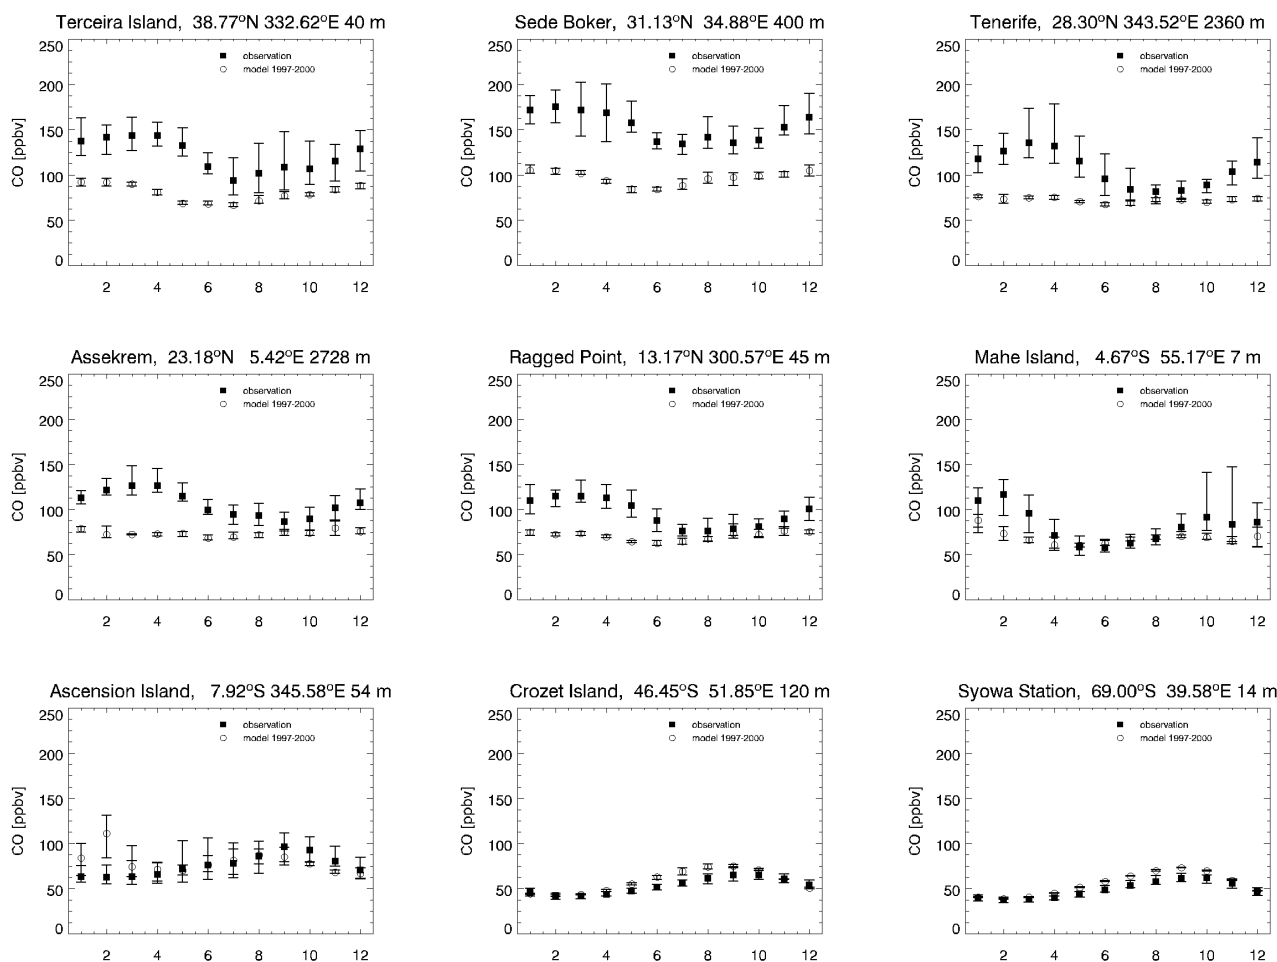 Terceira Island, 38.77°N 332.62°E 40 m
250
200
150
100
50
0
CO [ppbv]
observation
model 1997-2000
2 4 6 8 10 12
Sede Boker, 31.13°N 34.88°E 400 m
250
200
150
100
50
0
CO [ppbv]
observation
model 1997-2000
2 4 6 8 10 12
Tenerife, 28.30°N 343.52°E 2360 m
250
200
150
100
50
0
CO [ppbv]
observation
model 1997-2000
2 4 6 8 10 12
Assekrem, 23.18°N 5.42°E 2728 m
250
200
150
100
50
0
CO [ppbv]
observation
model 1997-2000
2 4 6 8 10 12
Ragged Point, 13.17°N 300.57°E 45 m
250
200
150
100
50
0
CO [ppbv]
observation
model 1997-2000
2 4 6 8 10 12
Mahe Island, 4.67°S 55.17°E 7 m
250
200
150
100
50
0
CO [ppbv]
observation
model 1997-2000
2 4 6 8 10 12
Ascension Island, 7.92°S 345.58°E 54 m
250
200
150
100
50
0
CO [ppbv]
observation
model 1997-2000
2 4 6 8 10 12
Crozet Island, 46.45°S 51.85°E 120 m
250
200
150
100
50
0
CO [ppbv]
observation
model 1997-2000
2 4 6 8 10 12
Syowa Station, 69.00°S 39.58°E 14 m
250
200
150
100
50
0
CO [ppbv]
observation
model 1997-2000
2 4 6 8 10 12